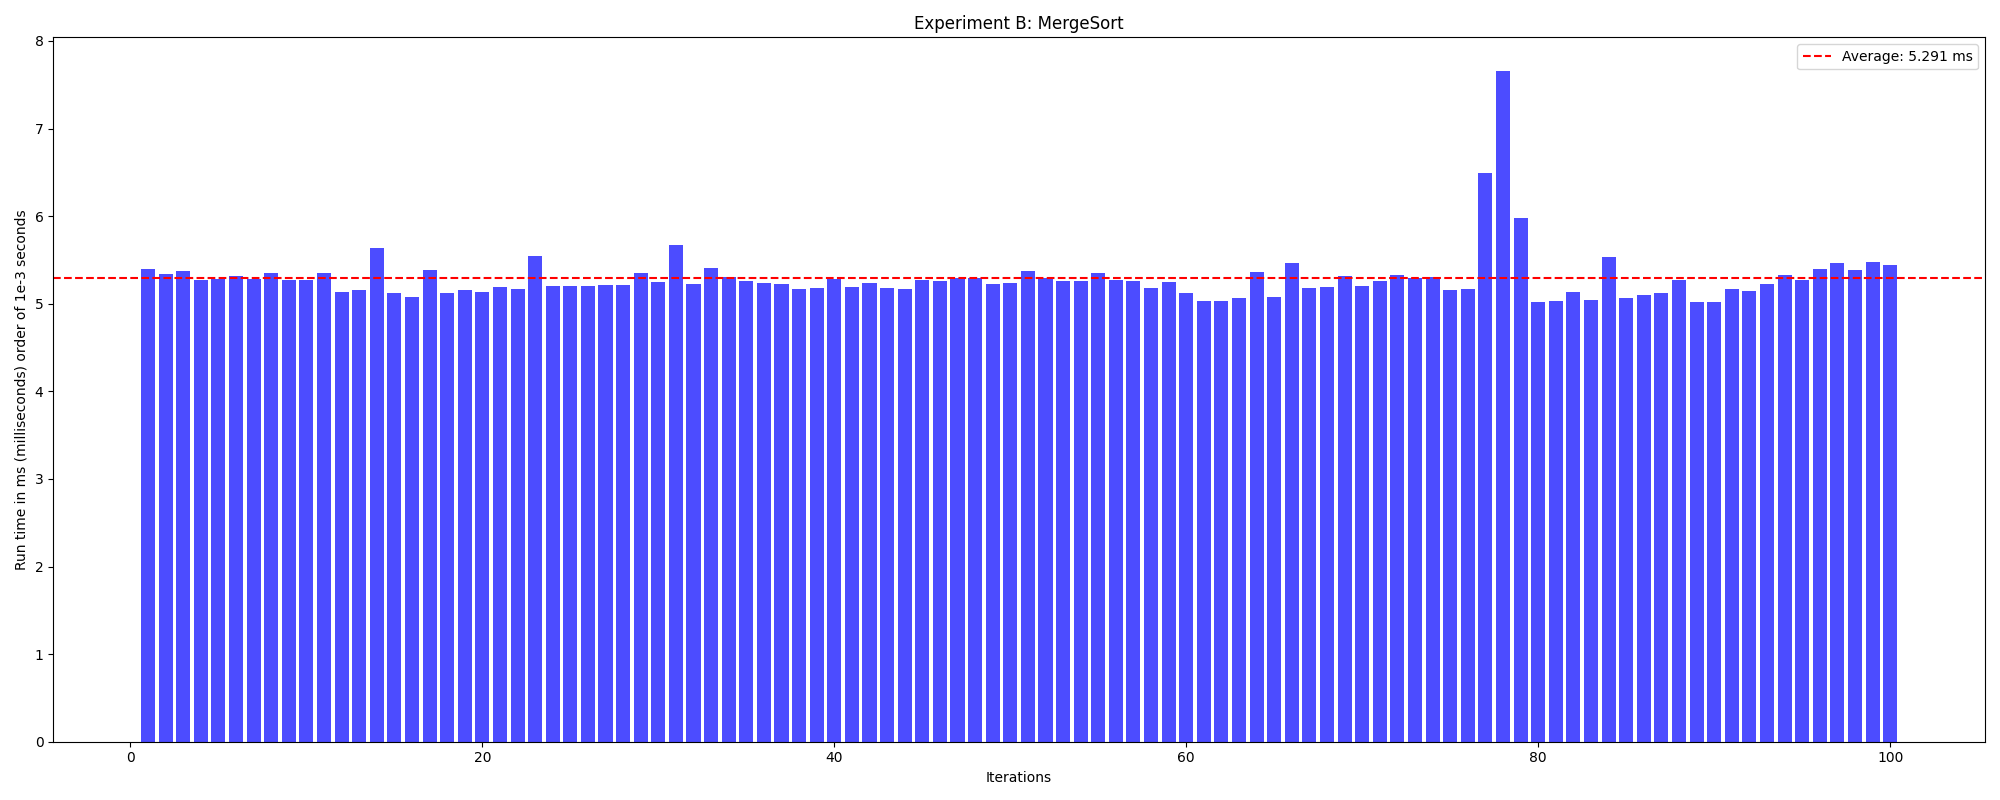 Experiment B: MergeSort
Average: 5.291 ms
Run time in ms (milliseconds) order of 1e-3 seconds
8
7
6
5
4
3
2
1
0
0 20 40 60 80 100
Iterations